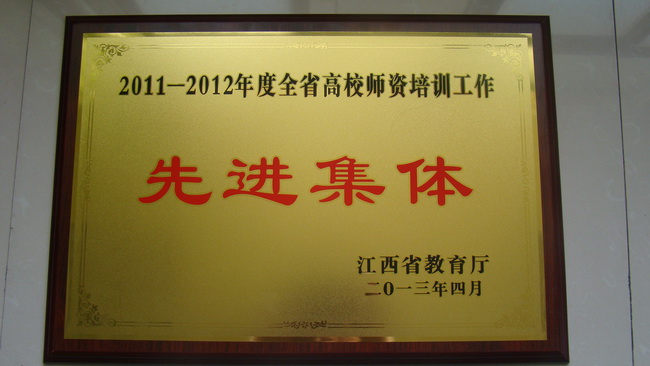 2011—2012年度全省高校师资培训工作
先进集体
江西省教育厅
二〇一三年四月